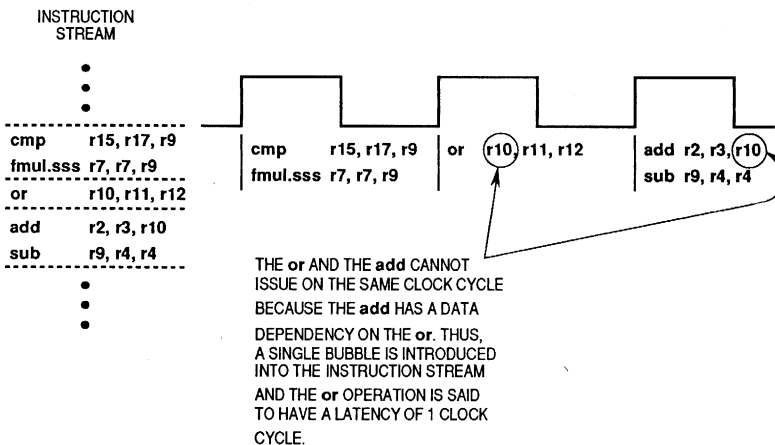 INSTRUCTION
STREAM
cmp r15, r17, r9
fmul.sss r7, r7, r9
or r10, r11, r12
add r2, r3, r10
sub r9, r4, r4
cmp r15, r17, r9
fmul.sss r7, r7, r9
or r10, r11, r12
add r2, r3, r10
sub r9, r4, r4
THE or AND THE add CANNOT
ISSUE ON THE SAME CLOCK CYCLE
BECAUSE THE add HAS A DATA
DEPENDENCY ON THE or. THUS,
A SINGLE BUBBLE IS INTRODUCED
INTO THE INSTRUCTION STREAM
AND THE or OPERATION IS SAID
TO HAVE A LATENCY OF 1 CLOCK
CYCLE.